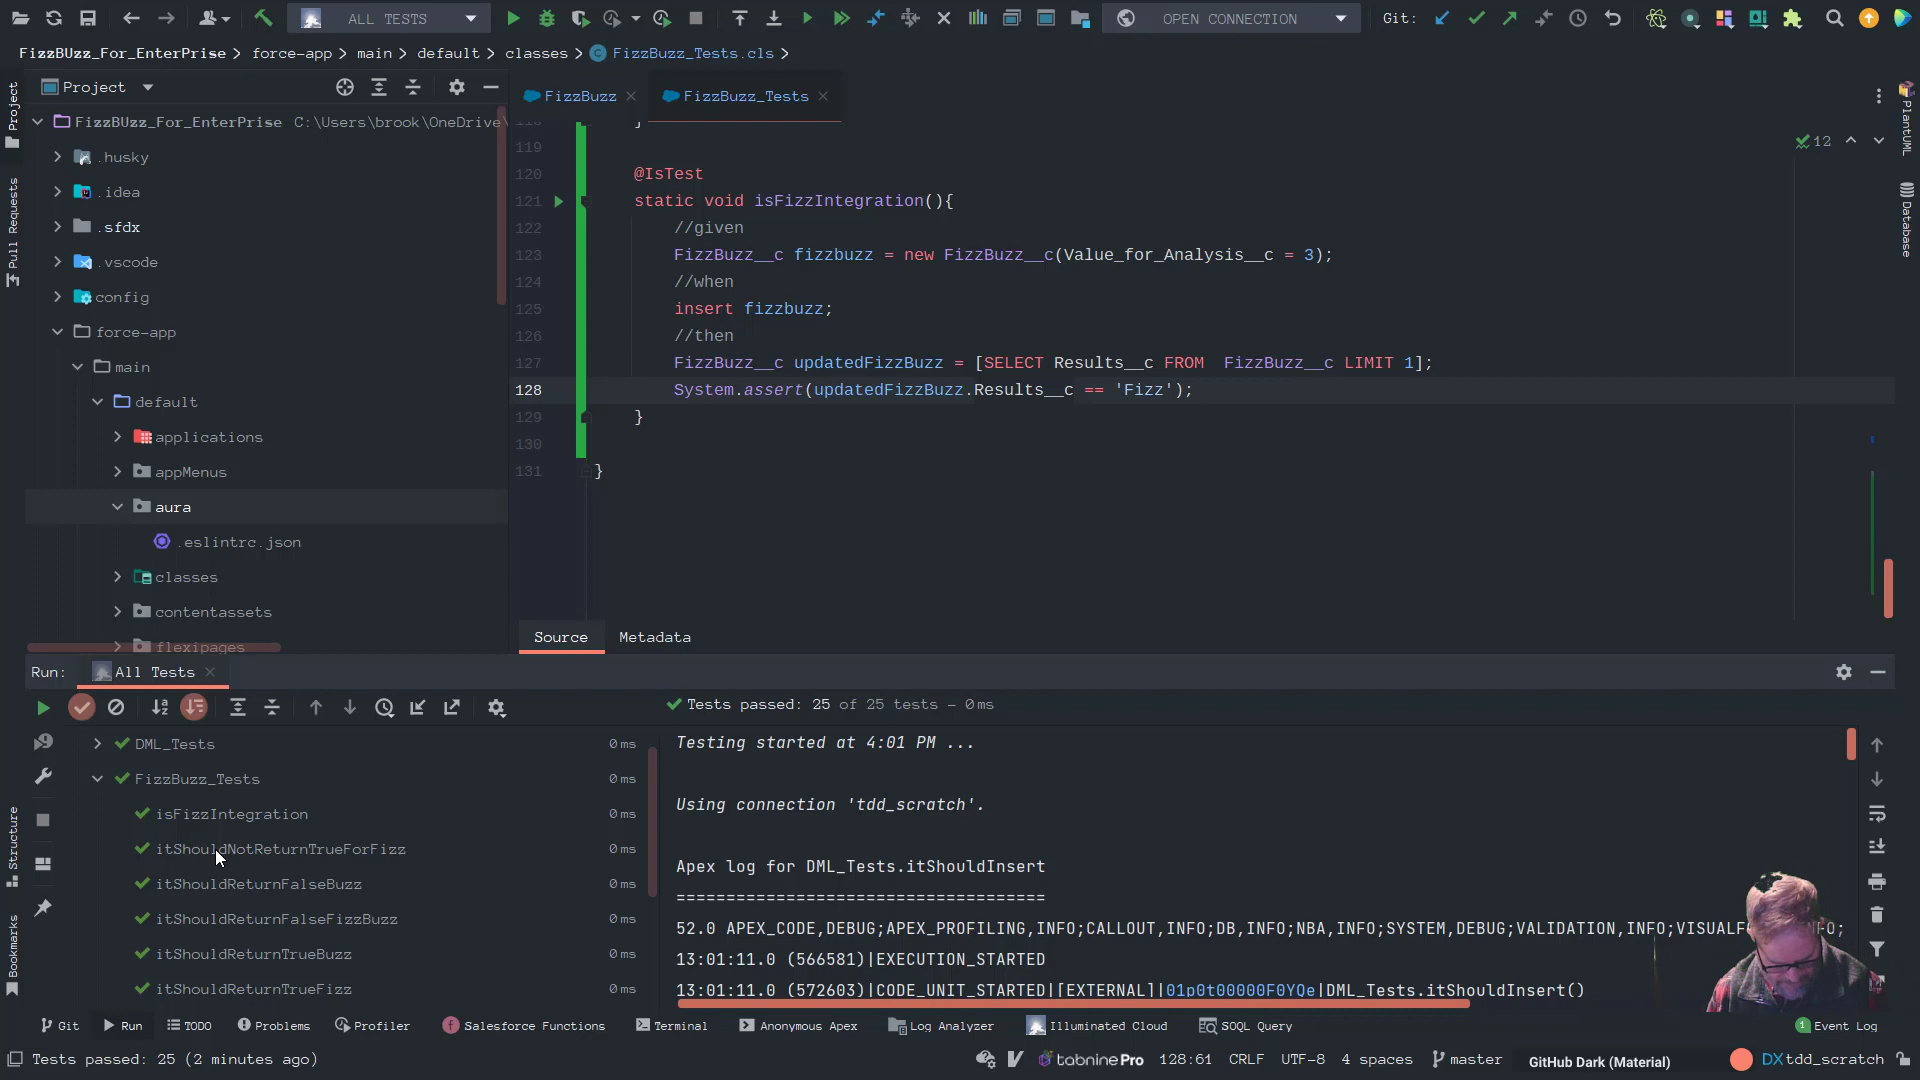 ALL TESTS
OPEN CONNECTION
Git:
FizzBUzz_For_EnterPrise
force-app
main
default
classes
FizzBuzz_Tests.cls
Project
FizzBUzz_For_EnterPrise C:\Users\brook\OneDrive\
.husky
.idea
.sfdx
.vscode
config
force-app
main
default
applications
appMenus
aura
.eslintrc.json
classes
contentassets
flexipages
Project
Pull Requests
Structure
Bookmarks
FizzBuzz
FizzBuzz_Tests
12
PlantUML
Database
118 }
119
120 @IsTest
121 static void isFizzIntegration(){
122 //given
123 FizzBuzz__c fizzbuzz = new FizzBuzz__c(Value_for_Analysis__c = 3);
124 //when
125 insert fizzbuzz;
126 //then
127 FizzBuzz__c updatedFizzBuzz = [SELECT Results__c FROM  FizzBuzz__c LIMIT 1];
128 System.assert(updatedFizzBuzz.Results__c == 'Fizz');
129 }
130
131 }
Source
Metadata
Run:
All Tests
Tests passed: 25 of 25 tests – 0 ms
DML_Tests 0 ms
FizzBuzz_Tests 0 ms
isFizzIntegration 0 ms
itShouldNotReturnTrueForFizz 0 ms
itShouldReturnFalseBuzz 0 ms
itShouldReturnFalseFizzBuzz 0 ms
itShouldReturnTrueBuzz 0 ms
itShouldReturnTrueFizz 0 ms
Testing started at 4:01 PM ...
Using connection 'tdd_scratch'.
Apex log for DML_Tests.itShouldInsert
=====================================
52.0 APEX_CODE,DEBUG;APEX_PROFILING,INFO;CALLOUT,INFO;DB,INFO;NBA,INFO;SYSTEM,DEBUG;VALIDATION,INFO;VISUALF
13:01:11.0 (566581)|EXECUTION_STARTED
13:01:11.0 (572603)|CODE_UNIT_STARTED|[EXTERNAL]|01p0t00000F0YQe|DML_Tests.itShouldInsert()
Git
Run
TODO
Problems
Profiler
Salesforce Functions
Terminal
Anonymous Apex
Log Analyzer
Illuminated Cloud
SOQL Query
1 Event Log
Tests passed: 25 (2 minutes ago)
tabnine Pro
128:61
CRLF
UTF-8
4 spaces
master
GitHub Dark (Material)
DX tdd_scratch